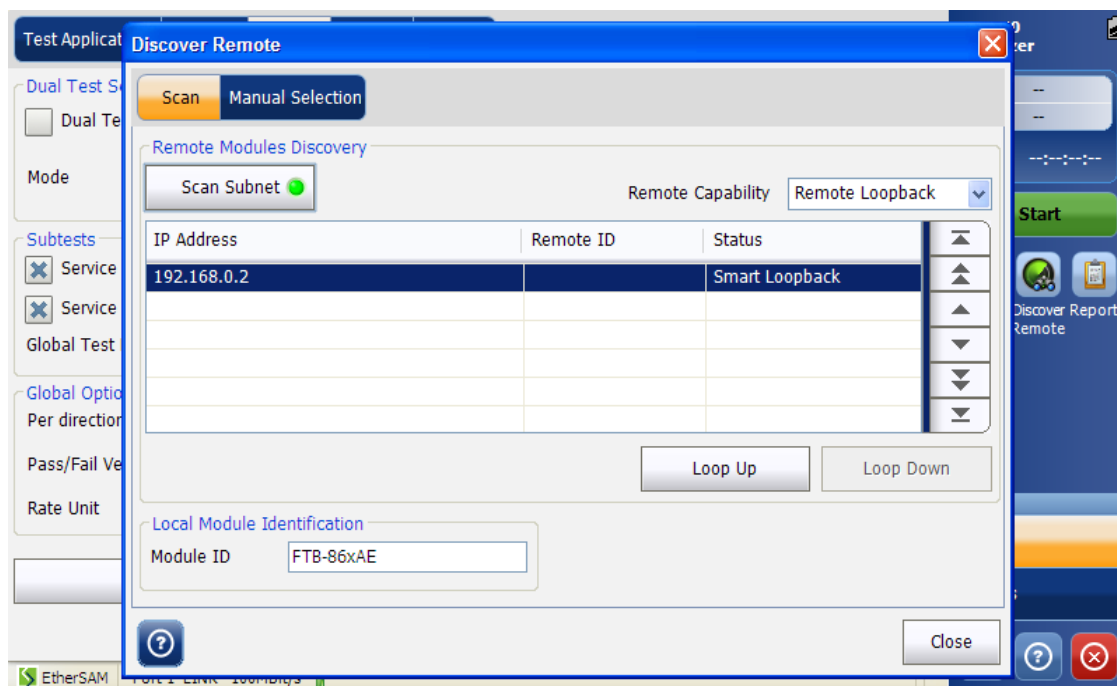 Test Applicat
Discover Remote
Scan Manual Selection
Dual Test S
Dual Te
Mode
Remote Modules Discovery
Scan Subnet
Remote Capability Remote Loopback
--
--
--:--:--:--
Start
Subtests
Service
Service
Global Test
IP Address Remote ID Status
192.168.0.2 Smart Loopback
Discover Report
Remote
Global Optio
Per direction
Pass/Fail Ve
Rate Unit
Loop Up Loop Down
Local Module Identification
Module ID FTB-86xAE
Close
EtherSAM